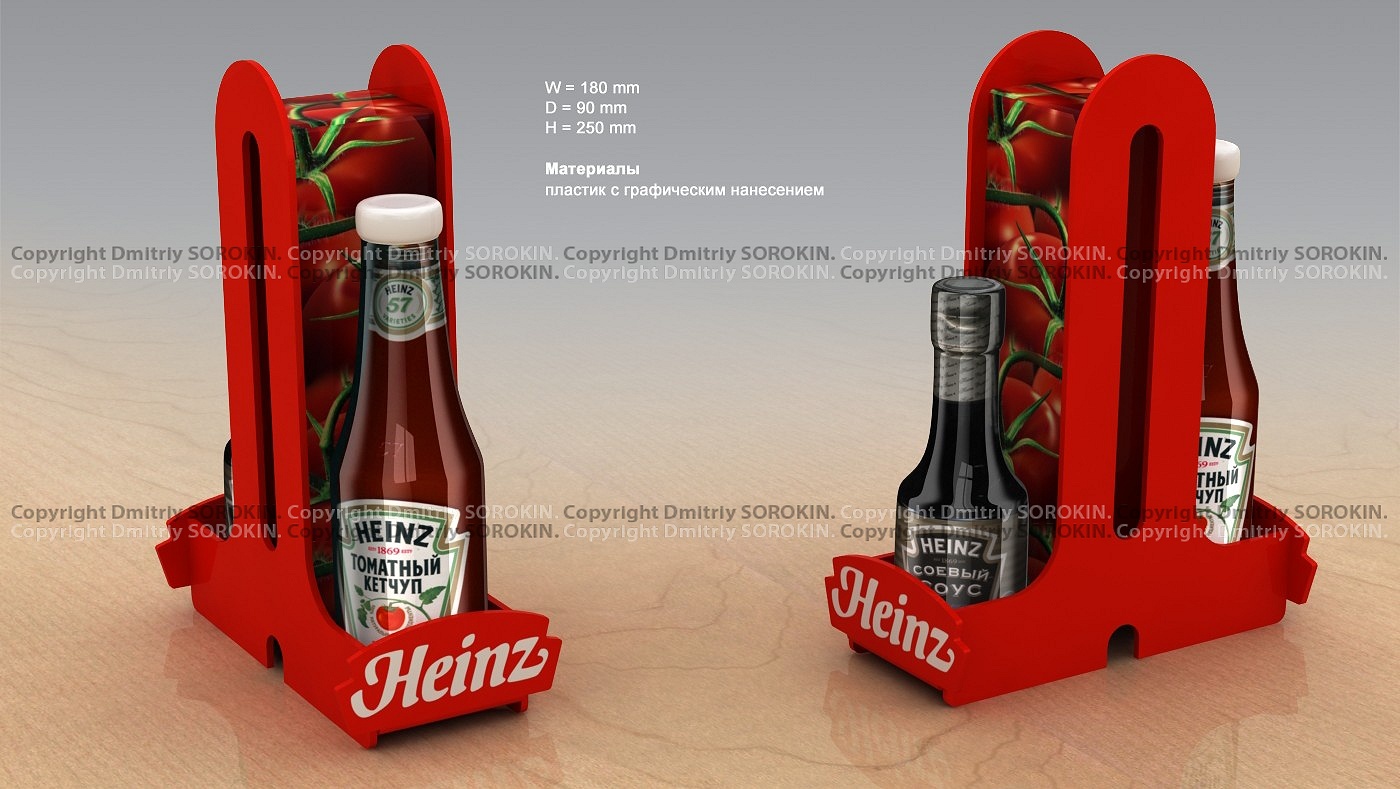 W = 180 mm
D = 90 mm
H = 250 mm
Материалы
пластик с графическим нанесением
Copyright Dmitriy SOROKIN. Copyright Dmitriy SOROKIN. Copyright Dmitriy SOROKIN. Copyright Dmitriy SOROKIN. Copyright Dmitriy SOROKIN.
Copyright Dmitriy SOROKIN. Copyright Dmitriy SOROKIN. Copyright Dmitriy SOROKIN. Copyright Dmitriy SOROKIN. Copyright Dmitriy SOROKIN.
HEINZ
57
VARIETIES
57
Copyright Dmitriy SOROKIN. Copyright Dmitriy SOROKIN. Copyright Dmitriy SOROKIN. Copyright Dmitriy SOROKIN. Copyright Dmitriy SOROKIN.
Copyright Dmitriy SOROKIN. Copyright Dmitriy SOROKIN. Copyright Dmitriy SOROKIN. Copyright Dmitriy SOROKIN. Copyright Dmitriy SOROKIN.
HEINZ
1869
ТОМАТНЫЙ
КЕТЧУП
Heinz
HEINZ
СОЕВЫЙ
СОУС
Heinz
INZ
69
ТНЫЙ
ЧУП